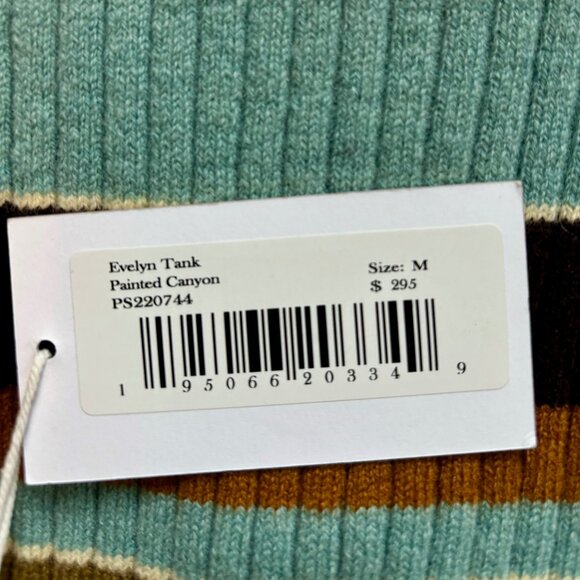 Evelyn Tank
Painted Canyon
PS220744
Size: M
$ 295
1 95066 20334 9